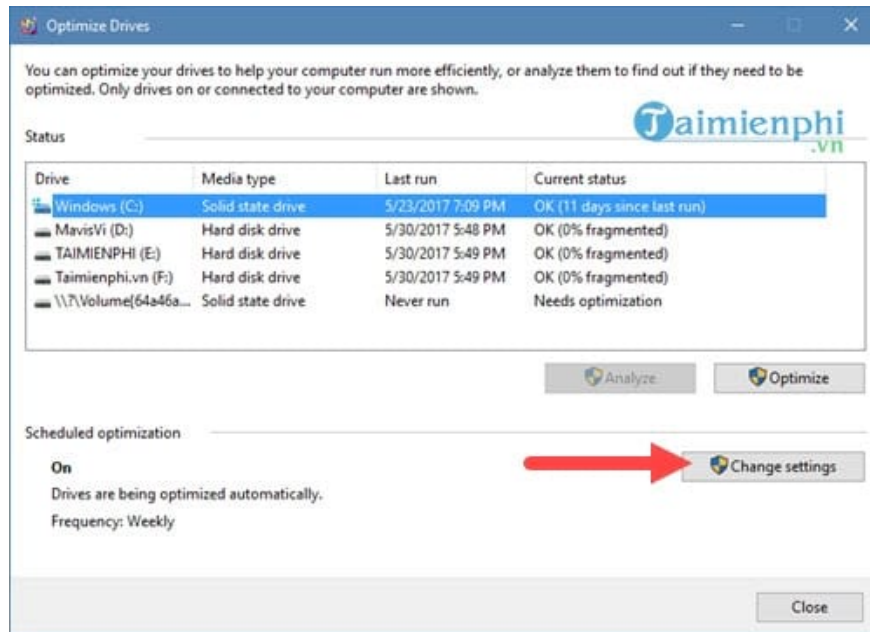 Optimize Drives
You can optimize your drives to help your computer run more efficiently, or analyze them to find out if they need to be
optimized. Only drives on or connected to your computer are shown.
Taimienphi
.vn
Status
Drive Media type Last run Current status
Windows (C:) Solid state drive 5/23/2017 7:09 PM OK (11 days since last run)
MavisVi (D:) Hard disk drive 5/30/2017 5:48 PM OK (0% fragmented)
TAIMIENPHI (E:) Hard disk drive 5/30/2017 5:49 PM OK (0% fragmented)
Taimienphi.vn (F:) Hard disk drive 5/30/2017 5:49 PM OK (0% fragmented)
\\?\Volume{64a46a... Solid state drive Never run Needs optimization
Analyze
Optimize
Scheduled optimization
On
Change settings
Drives are being optimized automatically.
Frequency: Weekly
Close